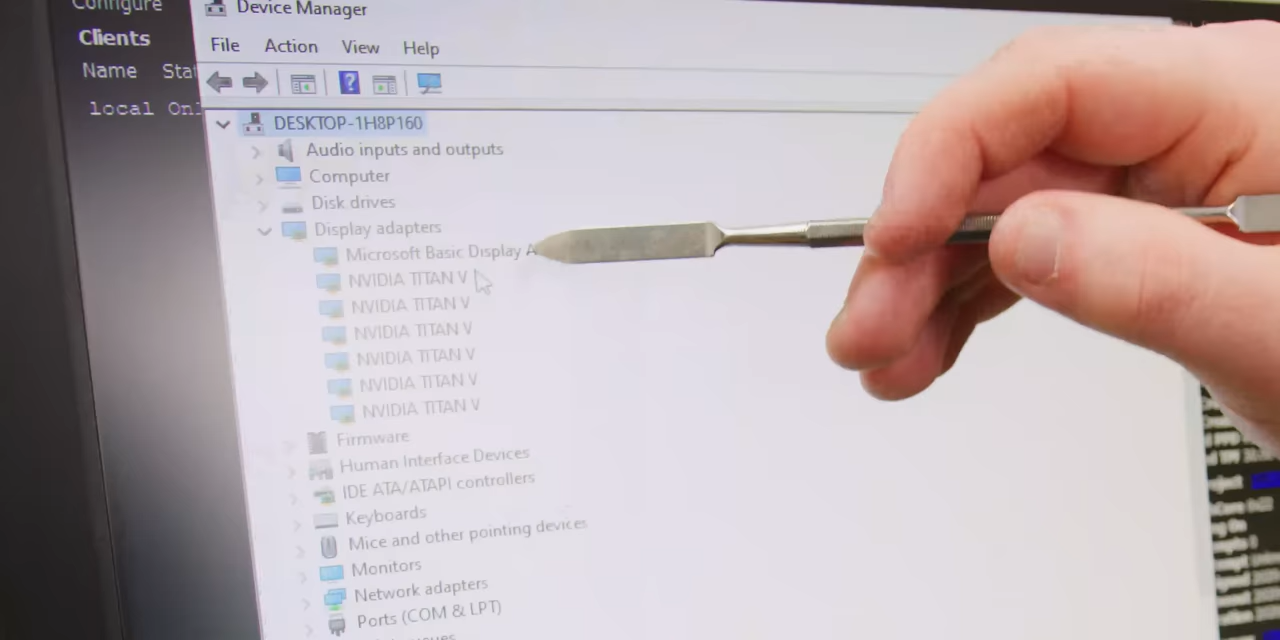 Configure
Clients
Name Sta
local Onl
Device Manager
File Action View Help
?
DESKTOP-1H8P160
Audio inputs and outputs
Computer
Disk drives
Display adapters
Microsoft Basic Display A
NVIDIA TITAN V
NVIDIA TITAN V
NVIDIA TITAN V
NVIDIA TITAN V
NVIDIA TITAN V
NVIDIA TITAN V
Firmware
Human Interface Devices
IDE ATA/ATAPI controllers
Keyboards
Mice and other pointing devices
Monitors
Network adapters
Ports (COM & LPT)